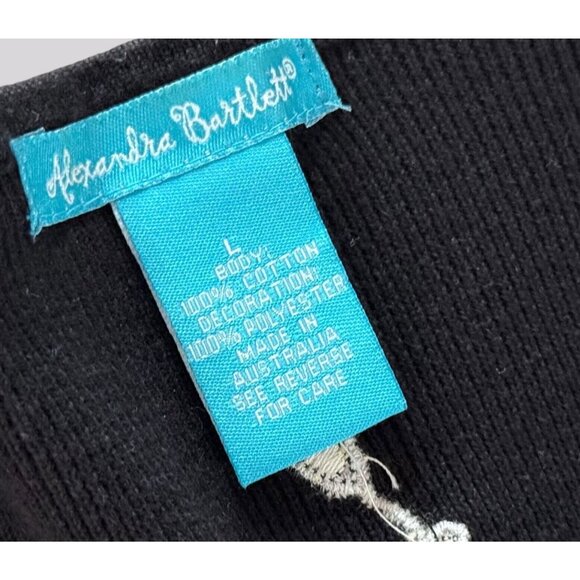 Alexandra Bartlett®
L
BODY:
100% COTTON
DECORATION:
100% POLYESTER
MADE IN
AUSTRALIA
SEE REVERSE
FOR CARE